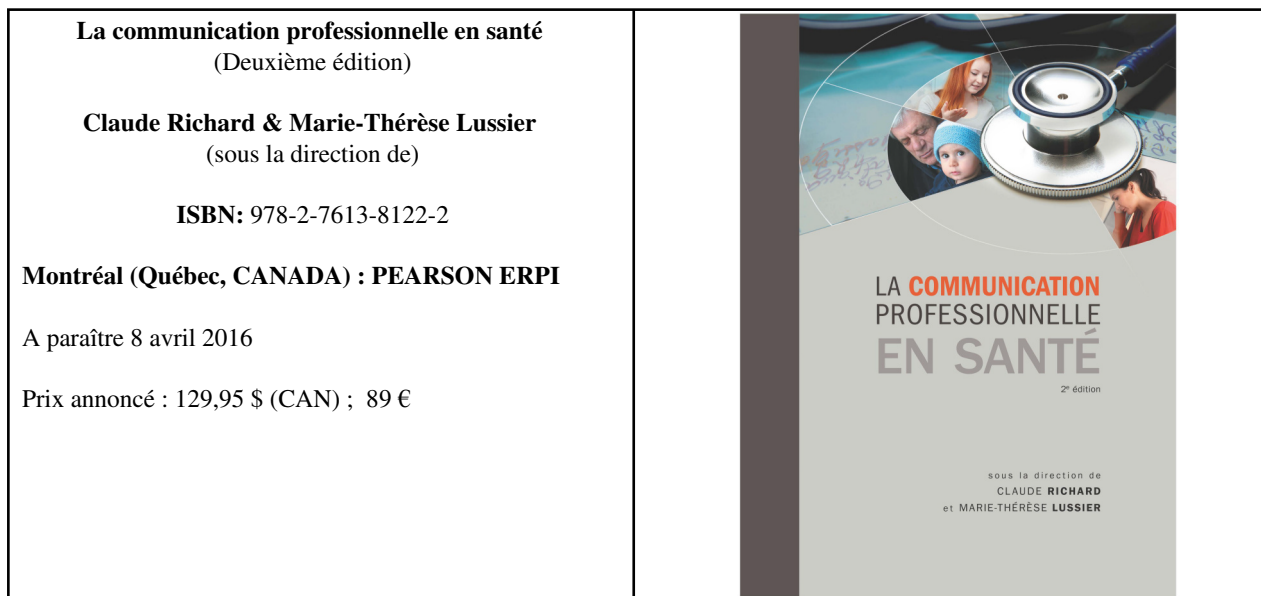 La communication professionnelle en santé
(Deuxième édition)
Claude Richard & Marie-Thérèse Lussier
(sous la direction de)
ISBN: 978-2-7613-8122-2
Montréal (Québec, CANADA) : PEARSON ERPI
A paraître 8 avril 2016
Prix annoncé : 129,95 $ (CAN) ; 89 €
LA COMMUNICATION
PROFESSIONNELLE
EN SANTÉ
2e édition
sous la direction de
CLAUDE RICHARD
et MARIE-THÉRÈSE LUSSIER